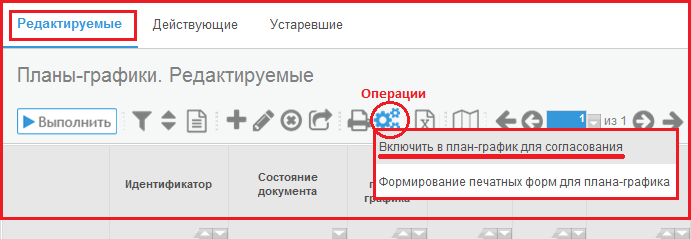 Редактируемые Действующие Устаревшие
Планы-графики. Редактируемые
Операции
Выполнить 1 из 1
Включить в план-график для согласования
Формирование печатных форм для плана-графика
Идентификатор
Состояние
документа
графика